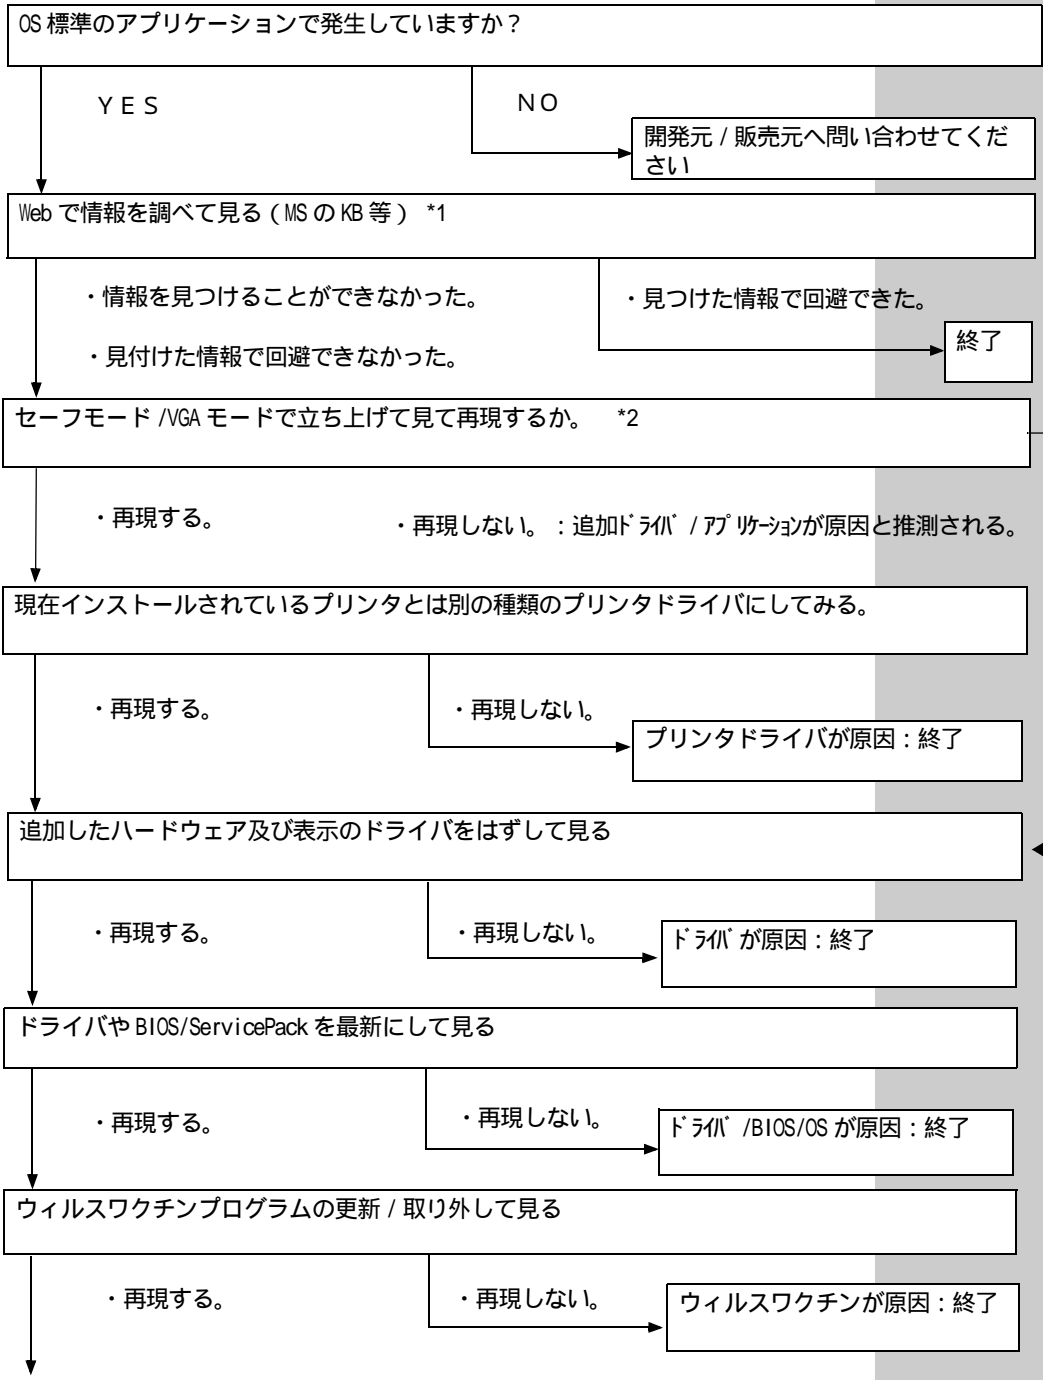 OS 標準のアプリケーションで発生していますか？
ＹＥＳ
ＮＯ
開発元 / 販売元へ問い合わせてくだ
さい
Web で情報を調べて見る ( MS の KB 等 ) *1
・情報を見つけることができなかった。
・見つけた情報で回避できた。
・見付けた情報で回避できなかった。
終了
セーフモード /VGA モードで立ち上げて見て再現するか。 *2
・再現する。
・再現しない。：追加ﾄﾞﾗｲﾊﾞ / ｱﾌﾟﾘｹｰｼｮﾝが原因と推測される。
現在インストールされているプリンタとは別の種類のプリンタドライバにしてみる。
・再現する。
・再現しない。
プリンタドライバが原因：終了
追加したハードウェア及び表示のドライバをはずして見る
・再現する。
・再現しない。
ﾄﾞﾗｲﾊﾞが原因：終了
ドライバや BIOS/ServicePack を最新にして見る
・再現する。
・再現しない。
ﾄﾞﾗｲﾊﾞ /BIOS/OS が原因：終了
ウィルスワクチンプログラムの更新 / 取り外して見る
・再現する。
・再現しない。
ウィルスワクチンが原因：終了